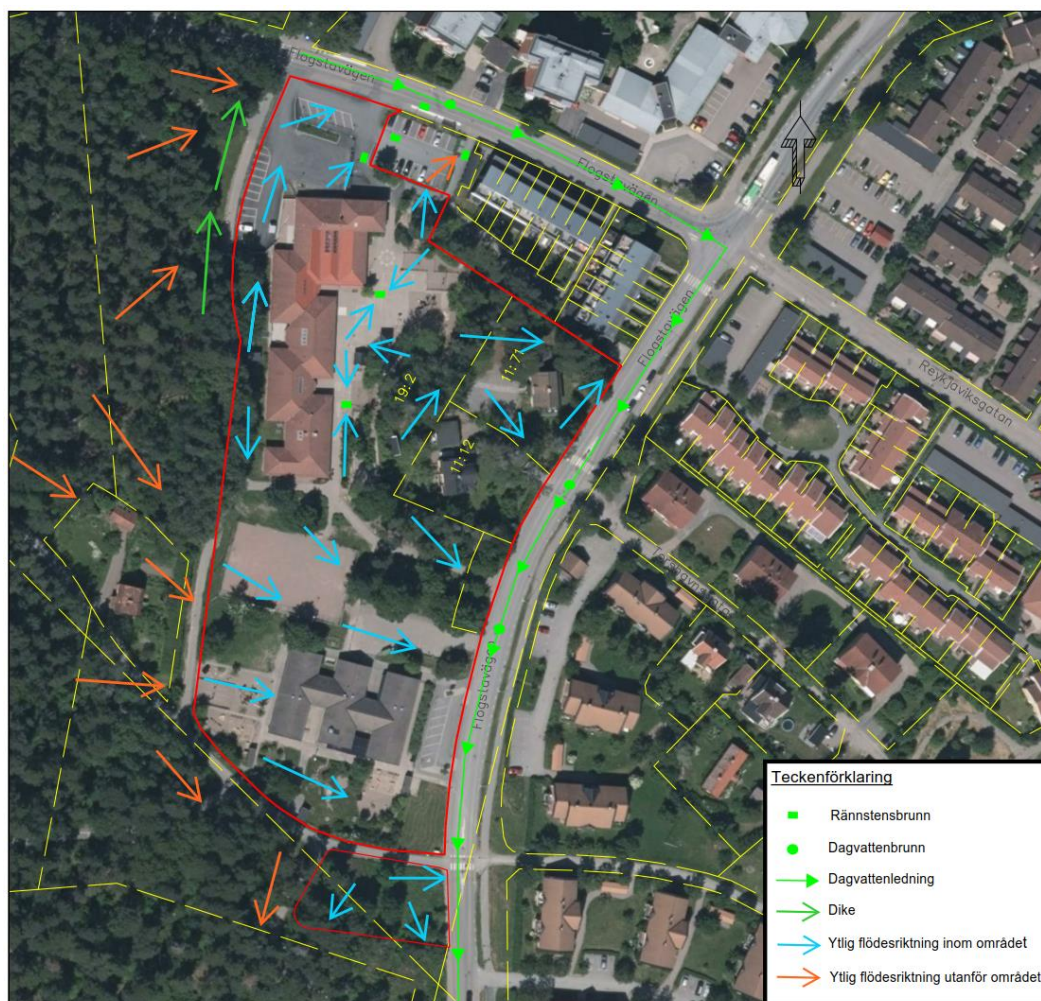 Flogstavägen
Flogstavägen
Flogstavägen
Reykjaviksgatan
11:71
19:2
11:12
Flogstavägen
Teckenförklaring
Rännstensbrunn
Dagvattenbrunn
Dagvattenledning
Dike
Ytlig flödesriktning inom området
Ytlig flödesriktning utanför området